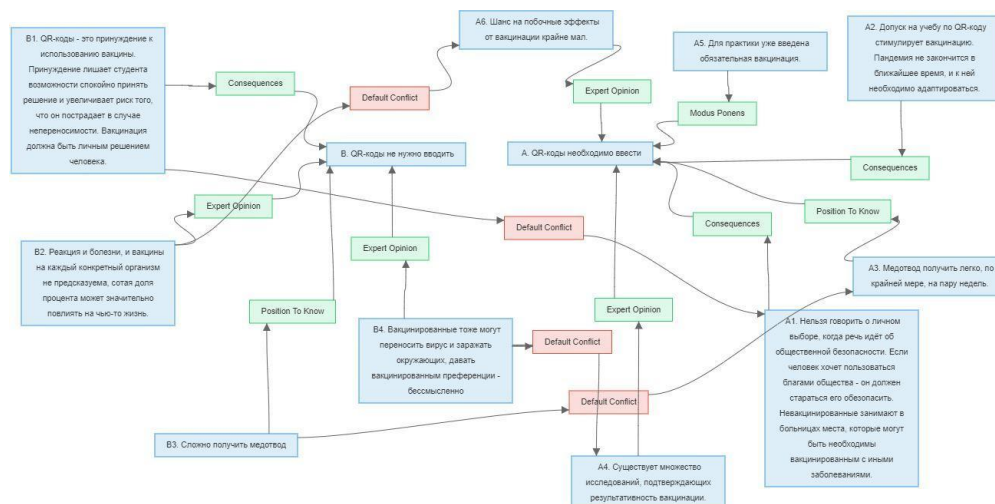 B1. QR-коды - это принуждение к
использованию вакцины.
Принуждение лишает студента
возможности спокойно принять
решение и увеличивает риск того,
что он пострадает в случае
непереносимости. Вакцинация
должна быть личным решением
человека.
Consequences
Default Conflict
A6. Шанс на побочные эффекты
от вакцинации крайне мал.
Expert Opinion
A5. Для практики уже введена
обязательная вакцинация.
Modus Ponens
A2. Допуск на учебу по QR-коду
стимулирует вакцинацию.
Пандемия не закончится в
ближайшее время, и к ней
необходимо адаптироваться.
B. QR-коды не нужно вводить
A. QR-коды необходимо ввести
Consequences
Expert Opinion
Default Conflict
Consequences
Position To Know
B2. Реакция и болезни, и вакцины
на каждый конкретный организм
не предсказуема, сотая доля
процента может значительно
повлиять на чью-то жизнь.
Expert Opinion
A3. Медотвод получить легко, по
крайней мере, на пару недель.
Position To Know
Expert Opinion
B4. Вакцинированные тоже могут
переносить вирус и заражать
окружающих, давать
вакцинированным преференции -
бессмысленно
Default Conflict
A1. Нельзя говорить о личном
выборе, когда речь идёт об
общественной безопасности. Если
человек хочет пользоваться
благами общества - он должен
стараться его обезопасить.
Невакцинированные занимают в
больницах места, которые могут
быть необходимы
вакцинированным с иными
заболеваниями.
Default Conflict
B3. Сложно получить медотвод
A4. Существует множество
исследований, подтверждающих
результативность вакцинации.